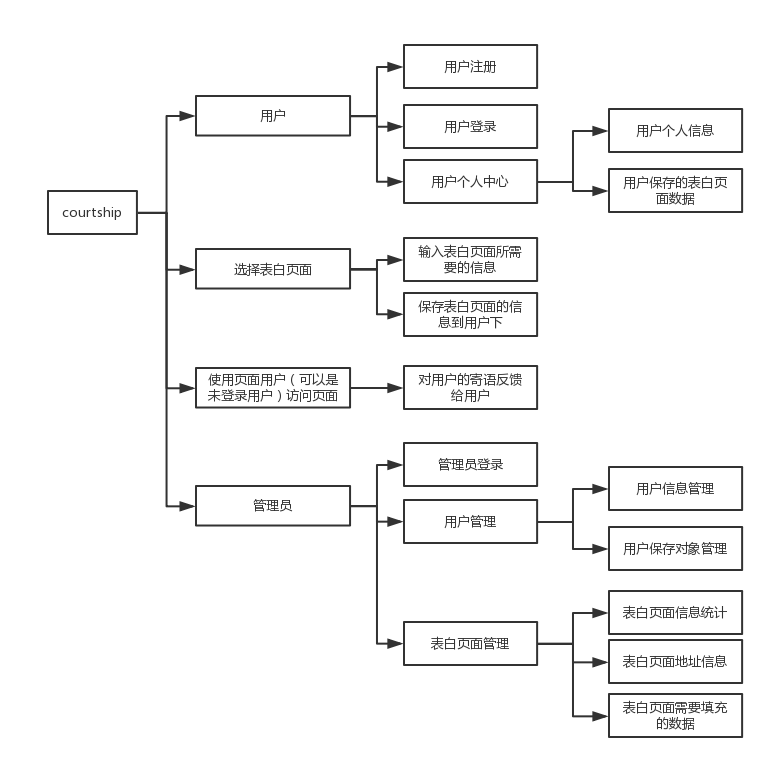 courtship
用户
用户注册
用户登录
用户个人中心
用户个人信息
用户保存的表白页
面数据
选择表白页面
输入表白页面所需
要的信息
保存表白页面的信
息到用户下
使用页面用户（可以是
未登录用户）访问页面
对用户的寄语反馈
给用户
管理员
管理员登录
用户管理
用户信息管理
用户保存对象管理
表白页面管理
表白页面信息统计
表白页面地址信息
表白页面需要填充
的数据